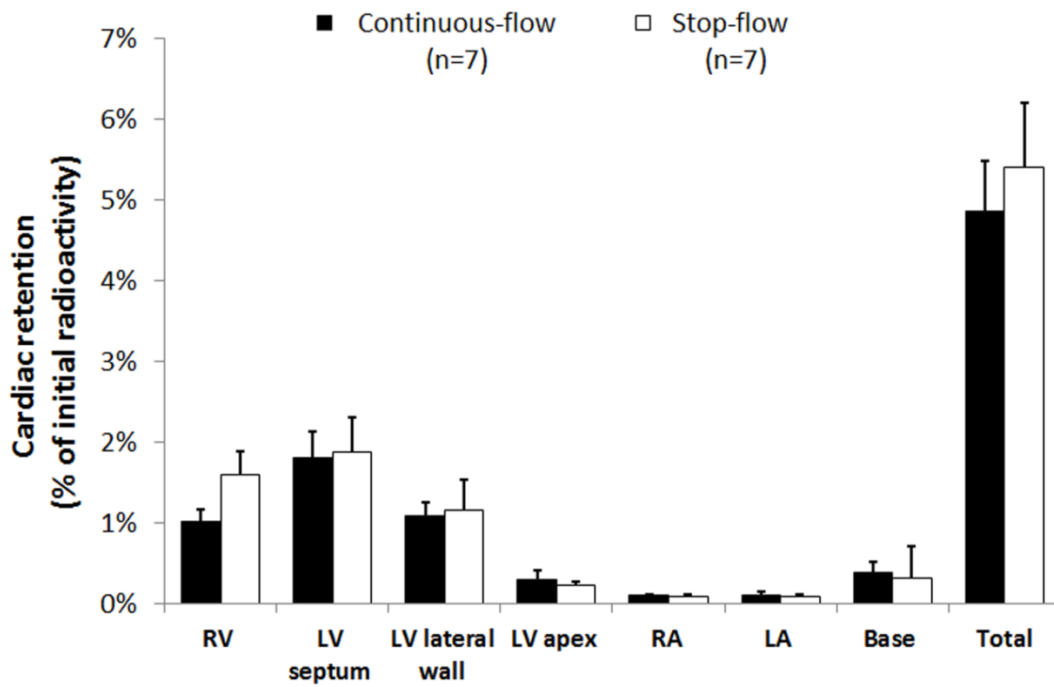 Continuous-flow
(n=7)
Stop-flow
(n=7)
Cardiac retention
(% of initial radioactivity)
7%
6%
5%
4%
3%
2%
1%
0%
RV
LV
septum
LV lateral
wall
LV apex
RA
LA
Base
Total